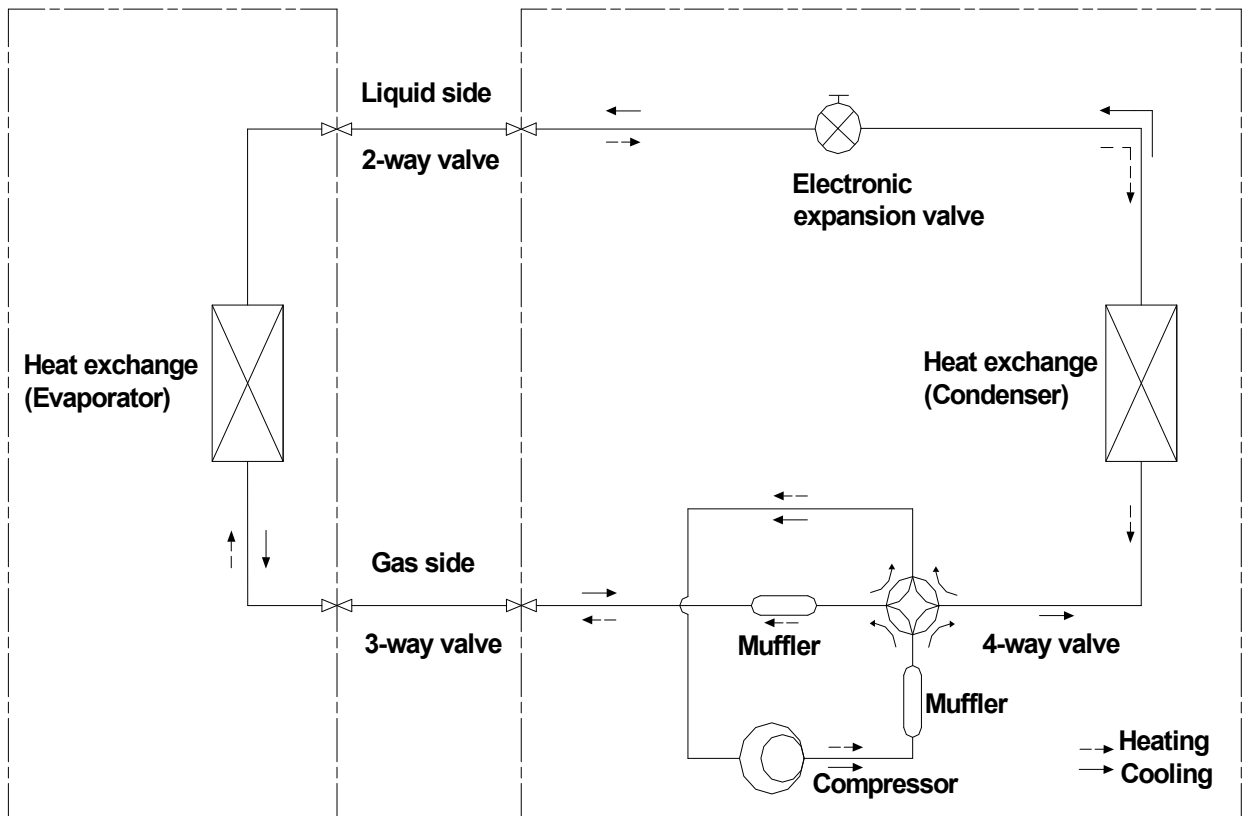 Liquid side
2-way valve
Electronic
expansion valve
Heat exchange
(Evaporator)
Heat exchange
(Condenser)
Gas side
3-way valve
Muffler
4-way valve
Muffler
Compressor
Heating
Cooling